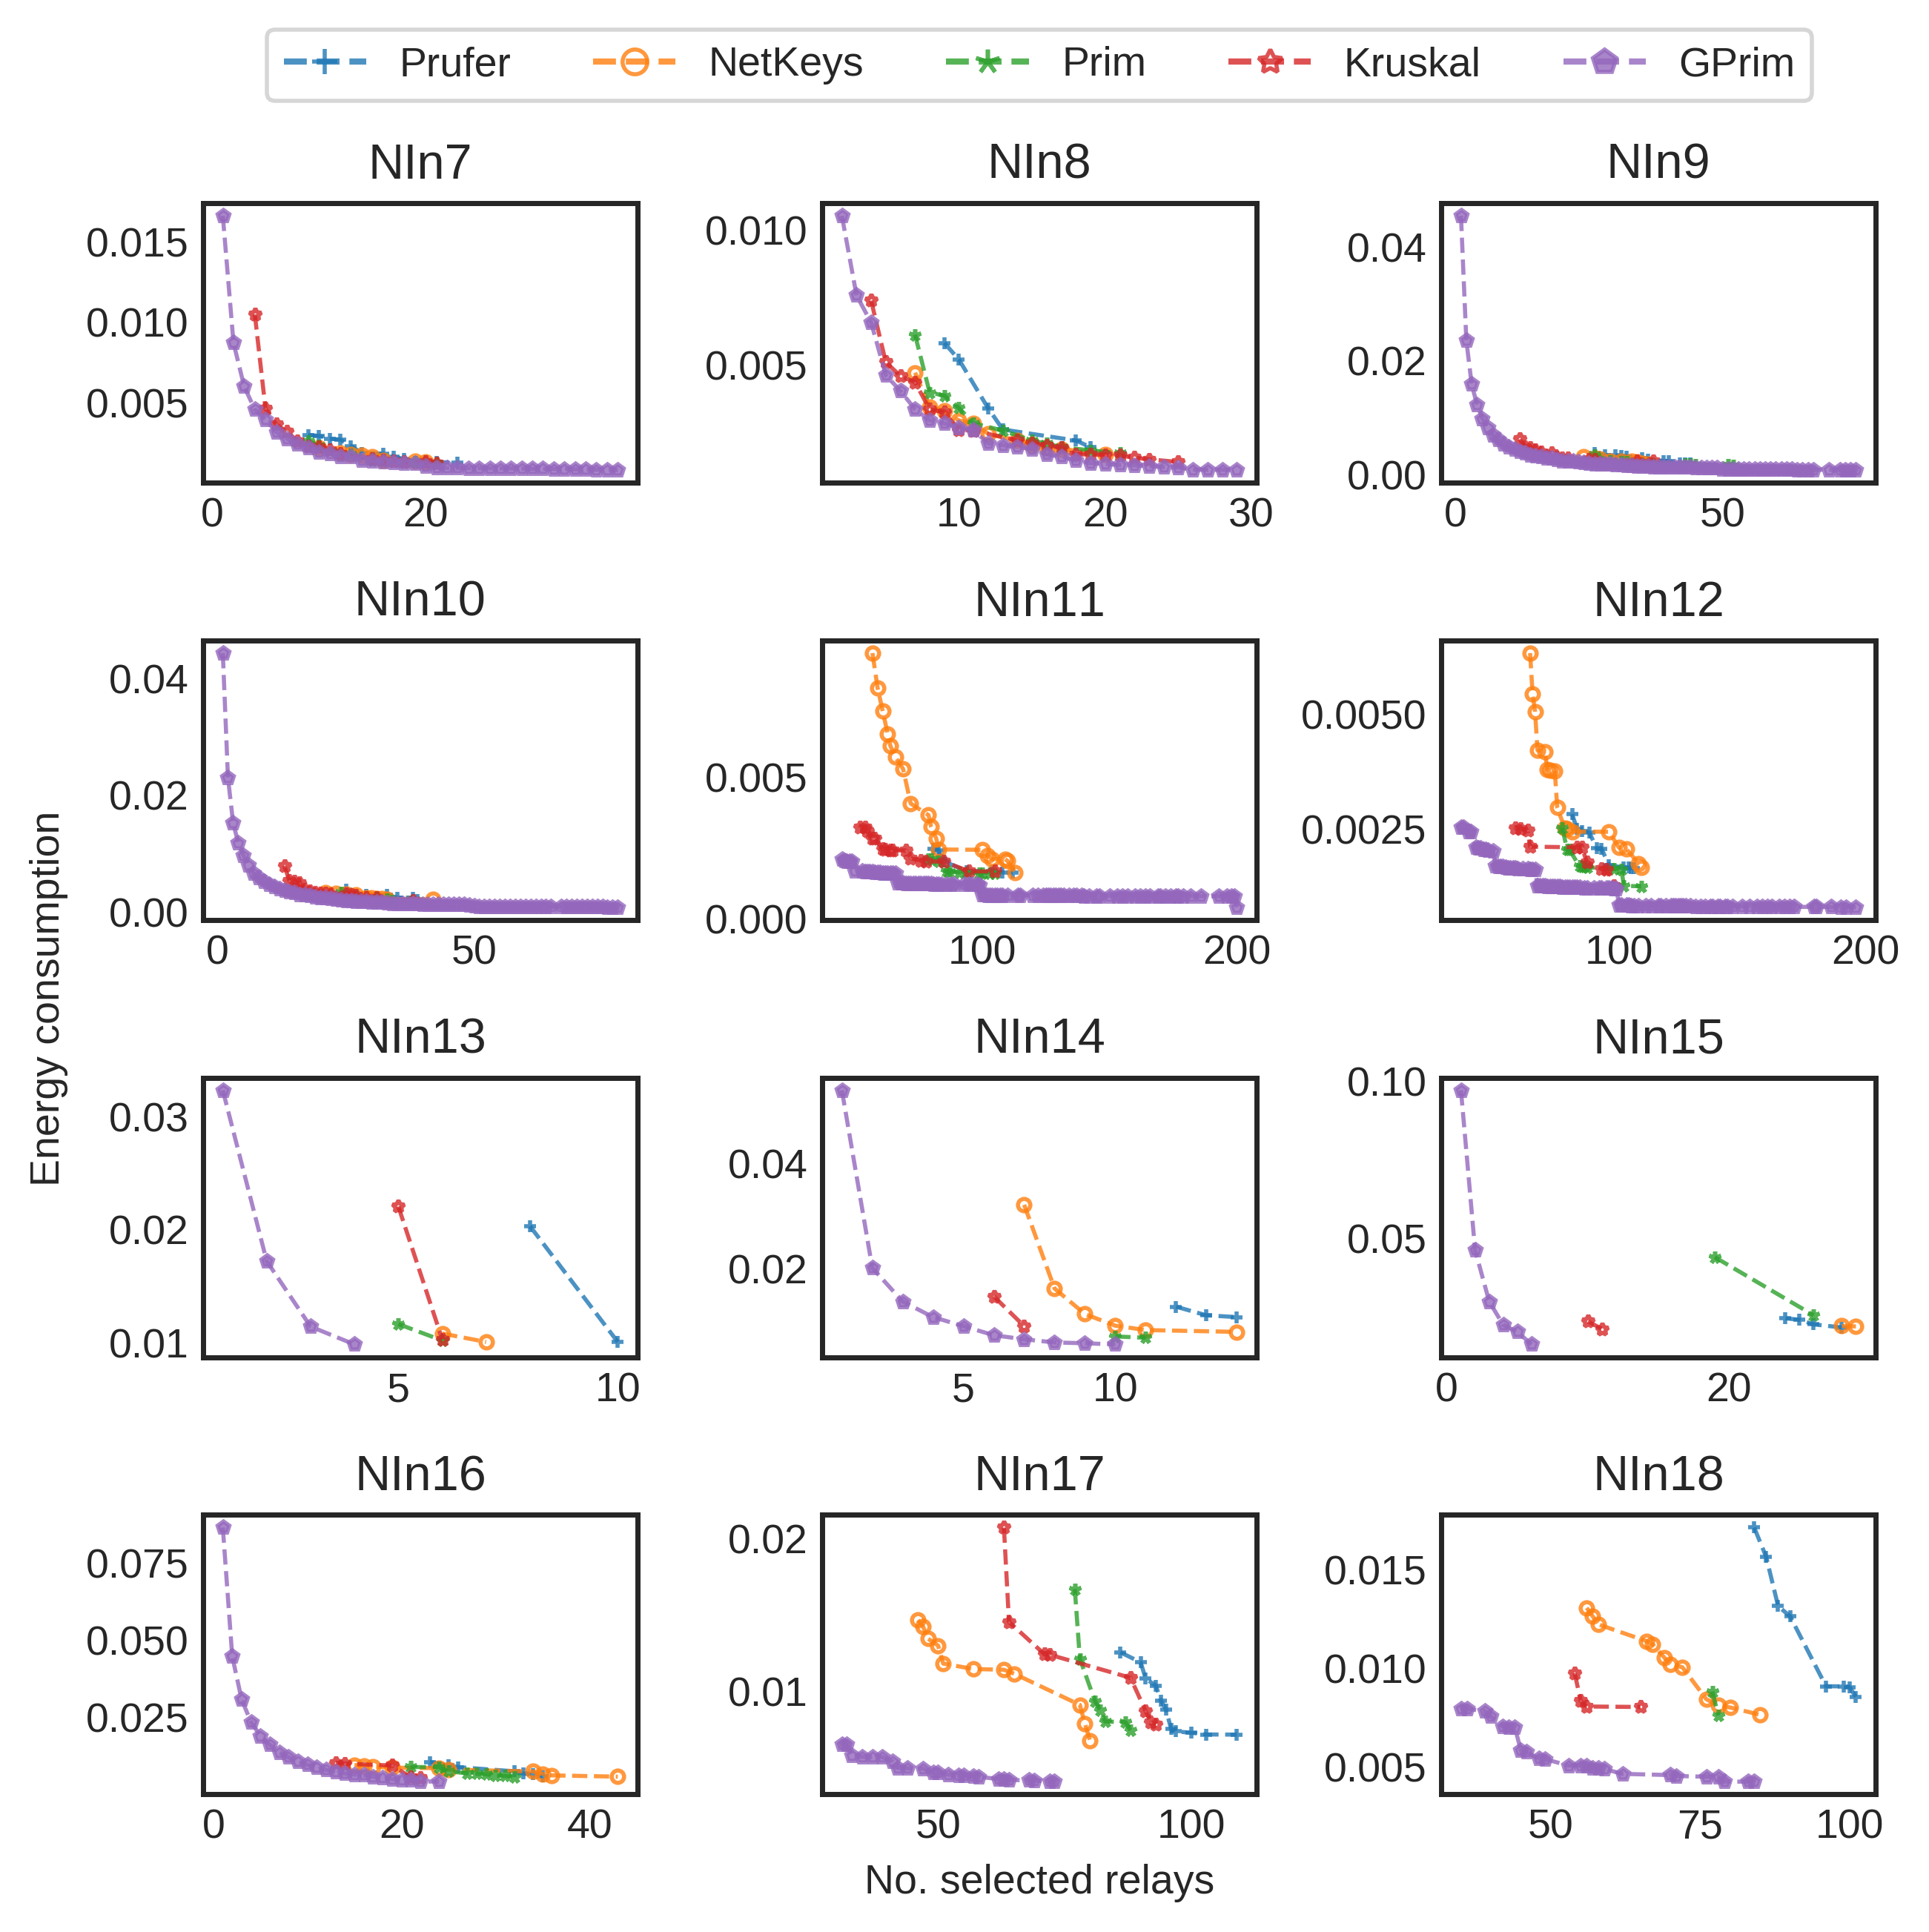 Prufer NetKeys Prim Kruskal GPrim
NIn7 NIn8 NIn9
0.015 0.010 0.04
0.010 0.005 0.02
0.005 0.00
0 20 10 20 30 0 50
NIn10 NIn11 NIn12
0.04 0.005 0.0050
0.02 0.000 0.0025
0.00
0 50 100 200 100 200
Energy consumption
NIn13 NIn14 NIn15
0.03 0.04 0.10
0.02 0.02 0.05
0.01
5 10 5 10 0 20
NIn16 NIn17 NIn18
0.075 0.02 0.015
0.050 0.01 0.010
0.025 0.005
0 20 40 50 100 50 75 100
No. selected relays